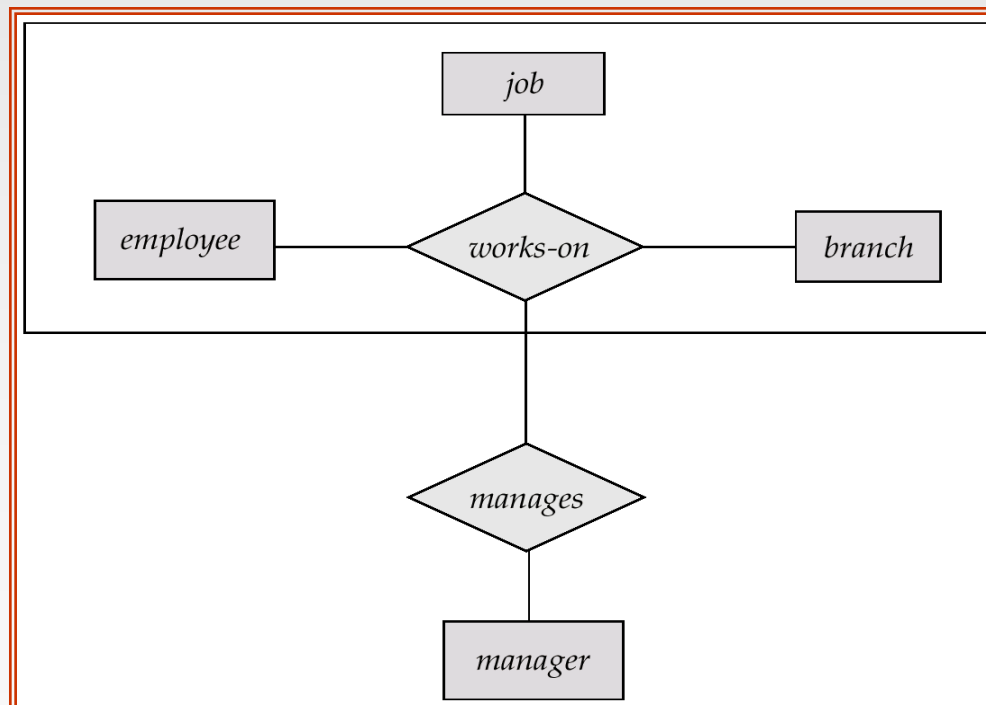 job
employee
works-on
branch
manages
manager